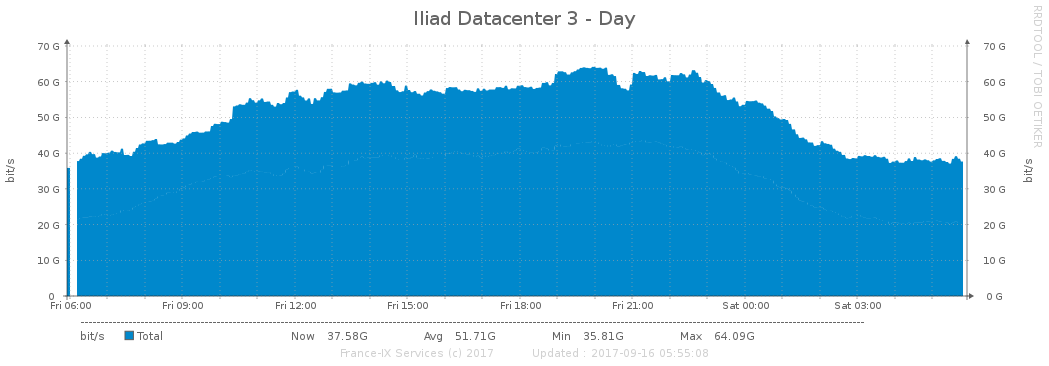 Iliad Datacenter 3 - Day
RRDTOOL / TOBI OETIKER
70 G 70 G
60 G 60 G
50 G 50 G
40 G 40 G
30 G 30 G
20 G 20 G
10 G 10 G
0 0 G
bit/s bit/s
Fri 06:00 Fri 09:00 Fri 12:00 Fri 15:00 Fri 18:00 Fri 21:00 Sat 00:00 Sat 03:00
bit/s Total Now 37.58G Avg 51.71G Min 35.81G Max 64.09G
France-IX Services (c) 2017 Updated : 2017-09-16 05:55:08